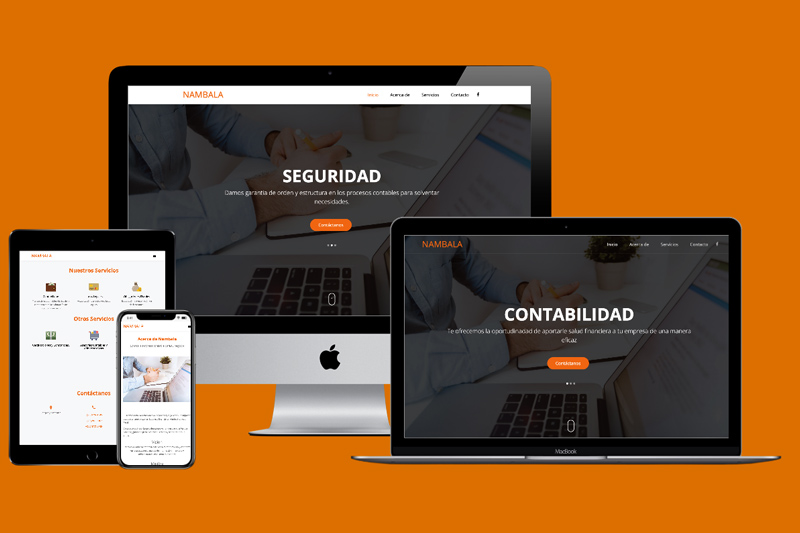 NAMBALA
Inicio Acerca de Servicios Contacto f
SEGURIDAD
Damos garantía de orden y estructura en los procesos contables para solventar
necesidades.
Contáctanos
NAMBALA
Inicio Acerca de Servicios Contacto f
CONTABILIDAD
Te ofrecemos la oportudinadad de aportarle salud financiera a tu empresa de una manera
eficaz
Contáctanos
MacBook
NAMBALA
Nuestros Servicios
Otros Servicios
Contáctanos
NAMBALA
Acerca de Nambala